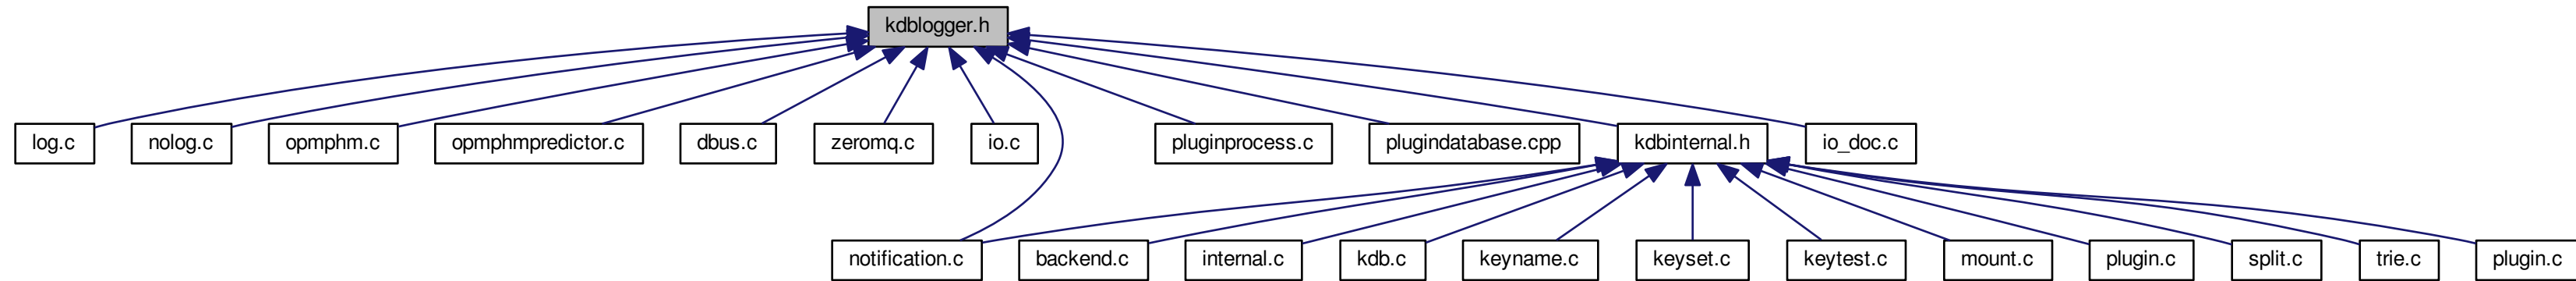 kdblogger.h
log.c
nolog.c
opmphm.c
opmphmpredictor.c
dbus.c
zeromq.c
io.c
pluginprocess.c
plugindatabase.cpp
kdbinternal.h
io_doc.c
notification.c
backend.c
internal.c
kdb.c
keyname.c
keyset.c
keytest.c
mount.c
plugin.c
split.c
trie.c
plugin.c